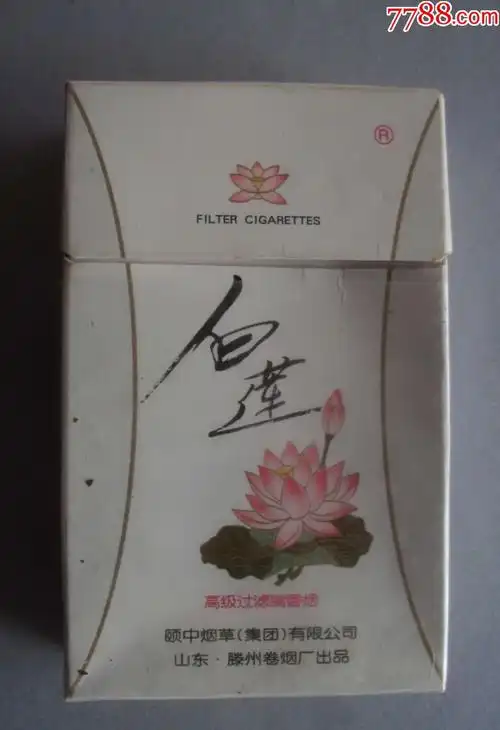 7788.com
®
FILTER CIGARETTES
白
莲
高级过滤嘴香烟
颐中烟草(集团)有限公司
山东·滕州卷烟厂出品